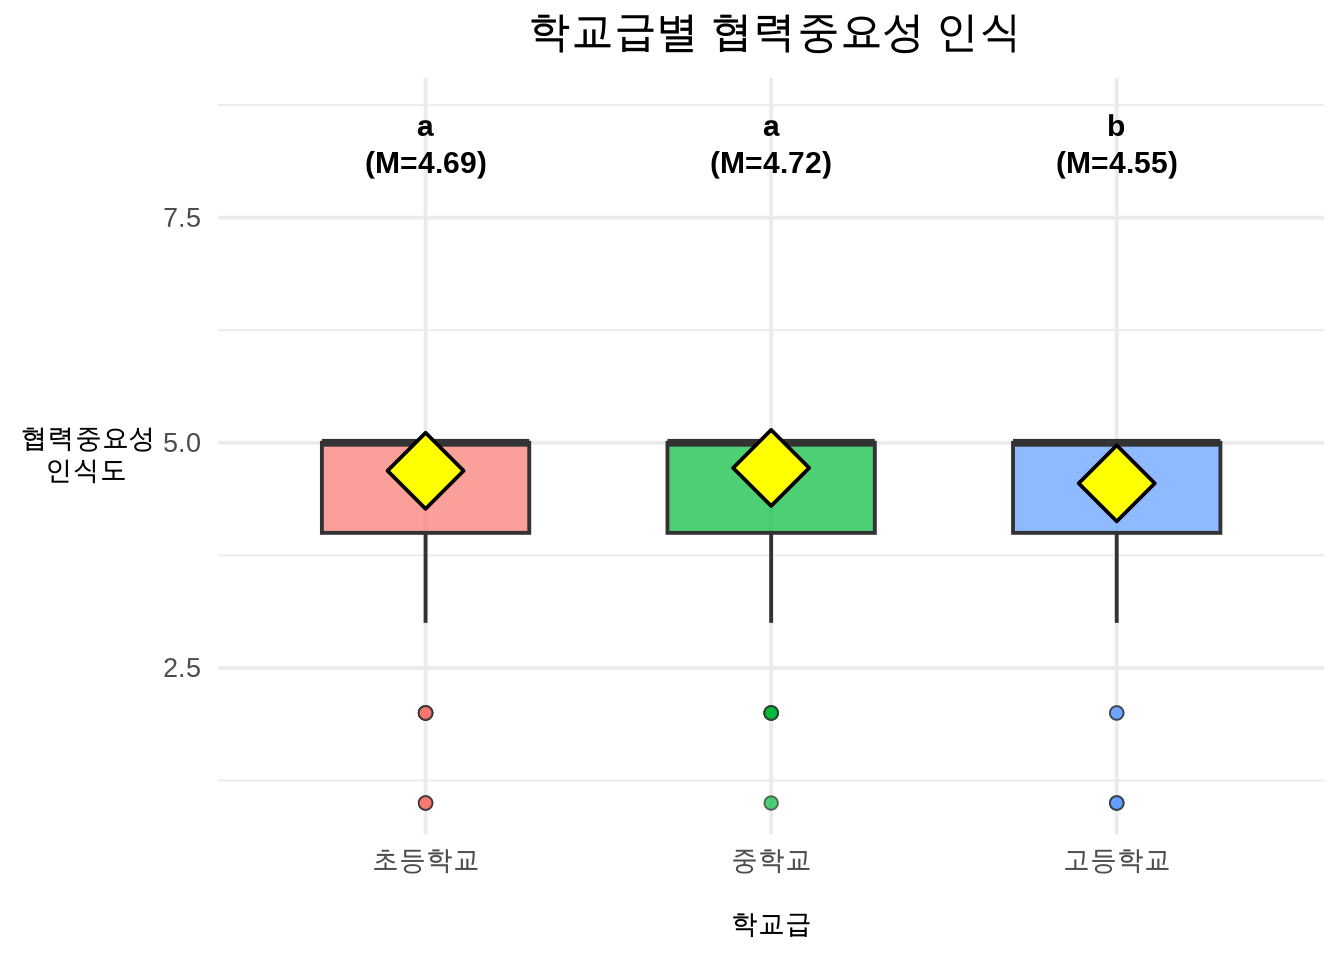 학교급별 협력중요성 인식
a
(M=4.69)
a
(M=4.72)
b
(M=4.55)
7.5
5.0
2.5
협력중요성
인식도
초등학교
중학교
고등학교
학교급